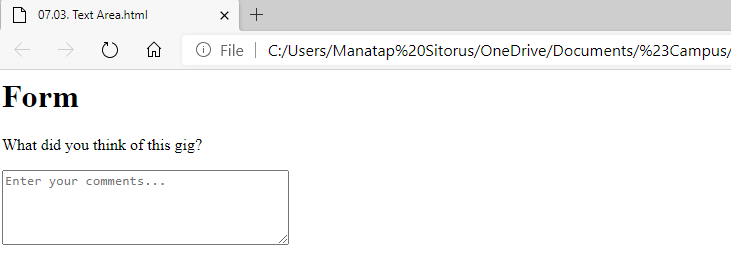 07.03. Text Area.html
File C:/Users/Manatap%20Sitorus/OneDrive/Documents/%23Campus/
Form
What did you think of this gig?
Enter your comments...